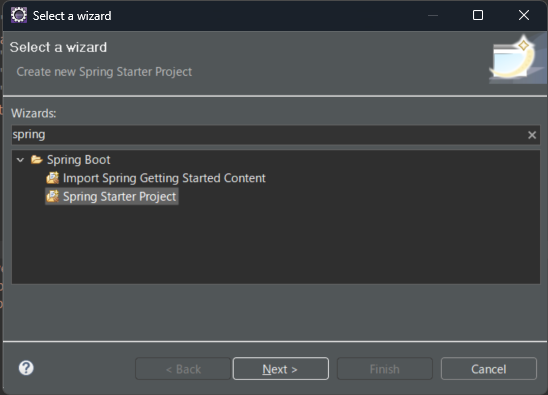 Select a wizard
Select a wizard
Create new Spring Starter Project
Wizards:
spring
Spring Boot
Import Spring Getting Started Content
Spring Starter Project
< Back
Next >
Finish
Cancel